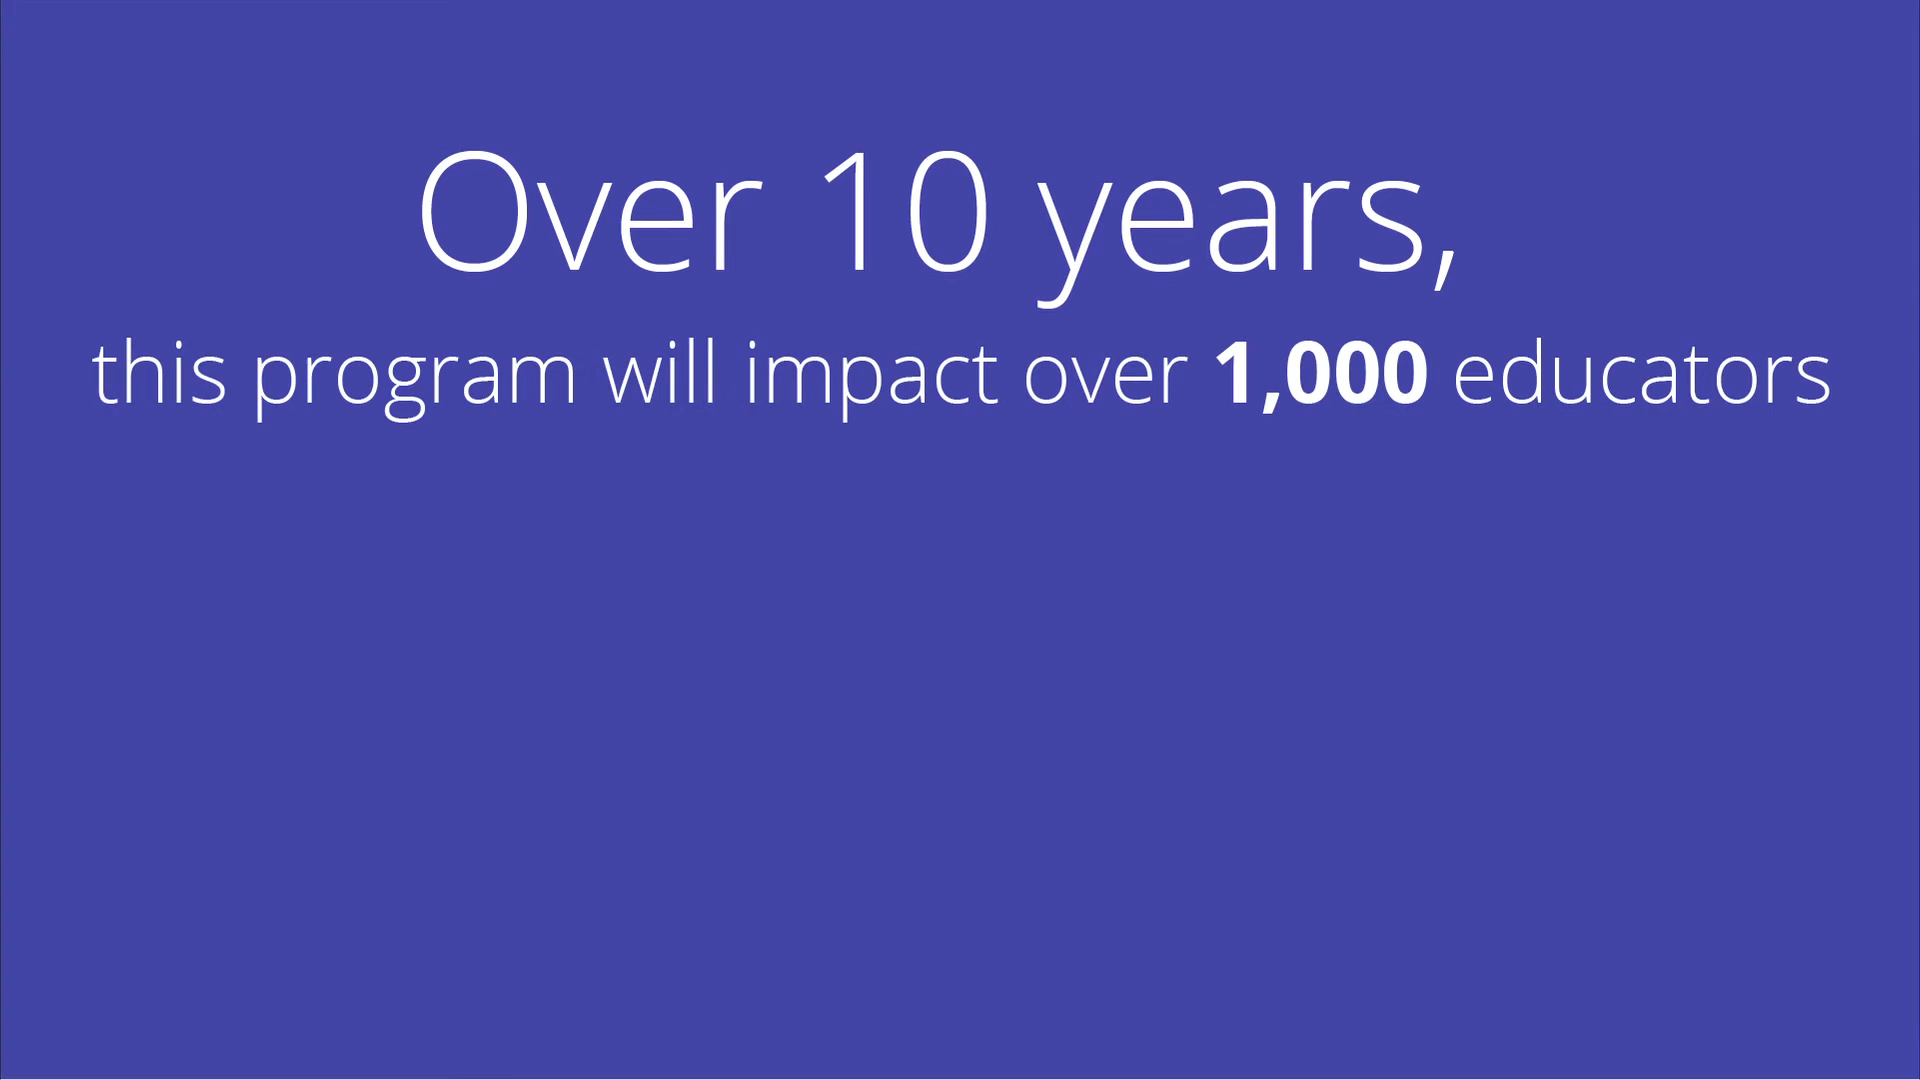 Over 10 years,
this program will impact over 1,000 educators